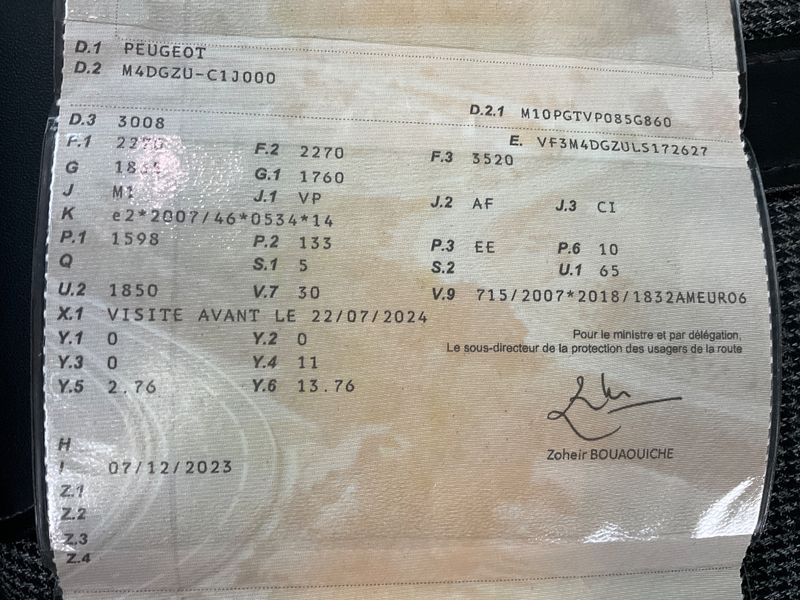 D.1 PEUGEOT
D.2 M4DGZU-C1J000
D.2.1 M10PGTVP085G860
D.3 3008
E. VF3M4DGZULS172627
F.1 F.2 2270 F.3 3520
G G.1 1760
J M1 J.1 VP J.2 AF J.3 CI
K e2*2007/46*0534*14
P.1 1598 P.2 133 P.3 EE P.6 10
Q S.1 5 S.2 U.1 65
U.2 1850 V.7 30 V.9 715/2007*2018/1832AMEURO6
X.1 VISITE AVANT LE 22/07/2024
Y.1 0 Y.2 0
Pour le ministre et par délégation,
Le sous-directeur de la protection des usagers de la route
Y.3 0 Y.4 11
Y.5 2.76 Y.6 13.76
Zoheir BOUAOUICHE
H
I 07/12/2023
Z.1
Z.2
Z.3
Z.4